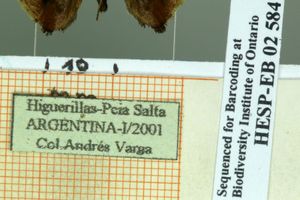 Higuerillas-Pcia Salta
ARGENTINA-I/2001
Col.Andrés Varga
Sequenced for Barcoding at
Biodiversity Institute of Ontario
HESP-EB 02 584